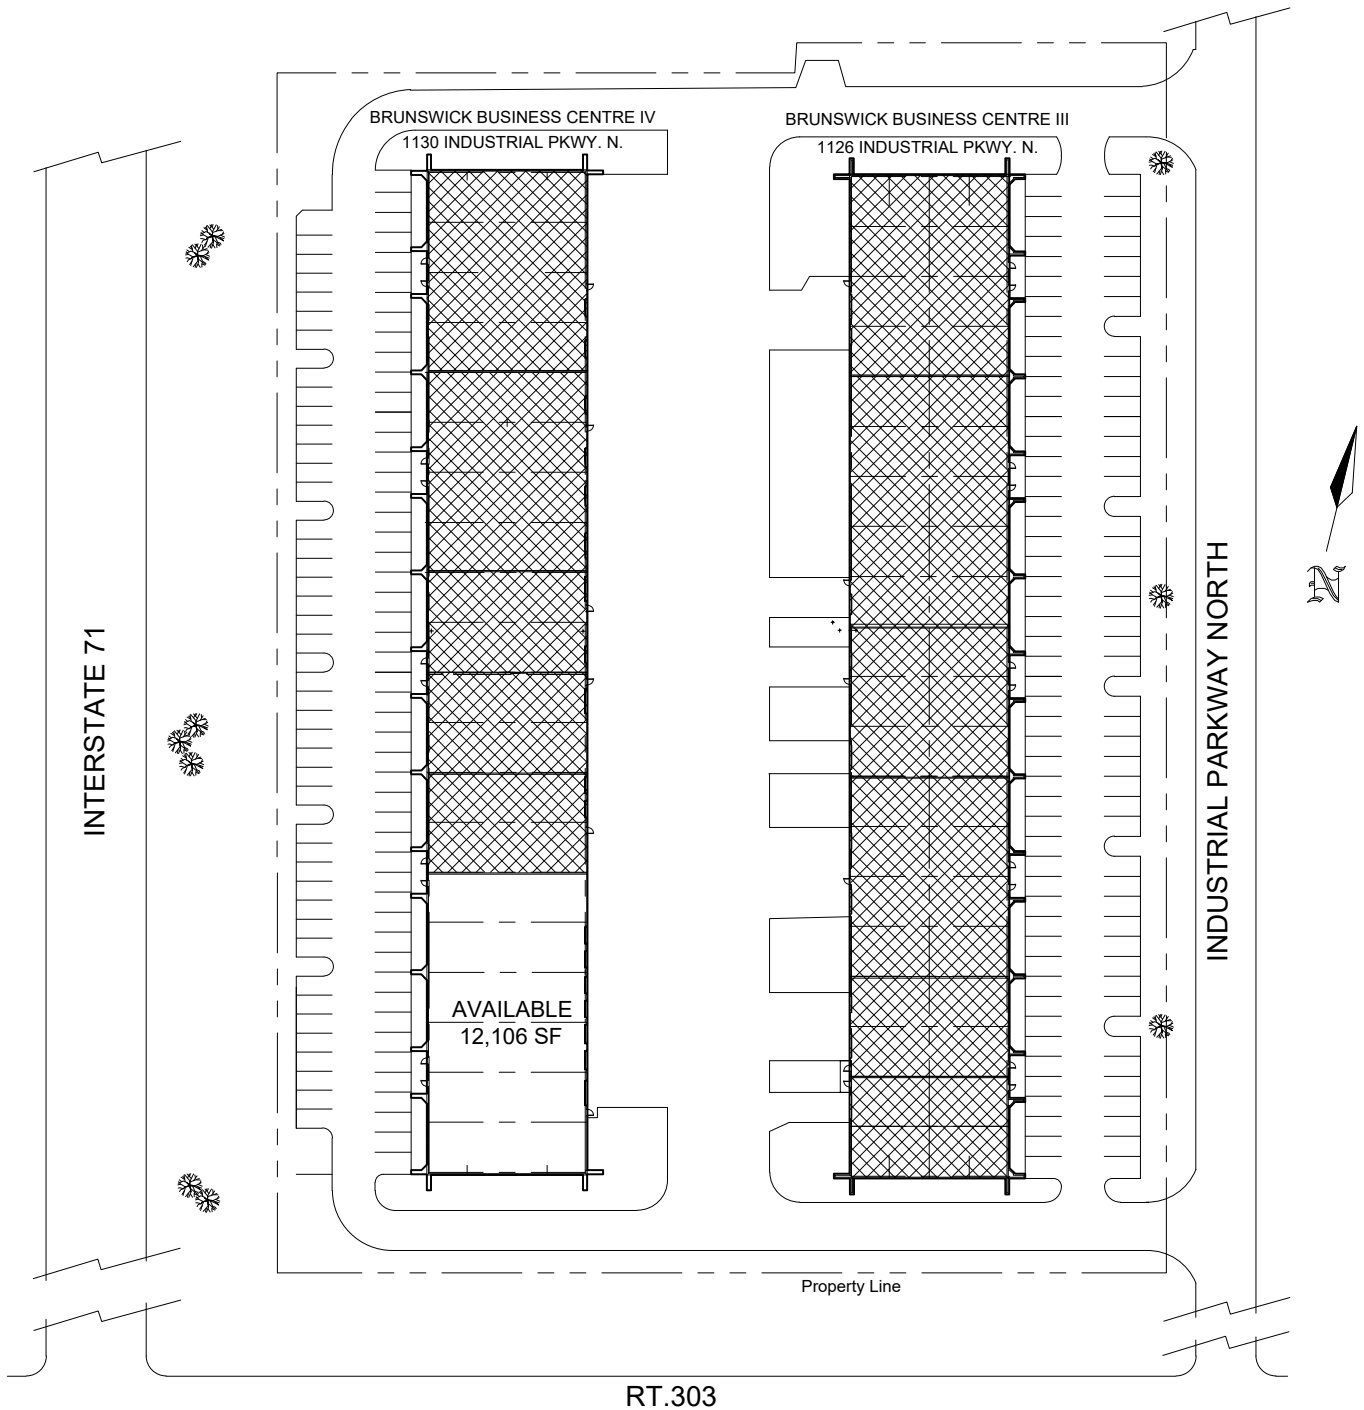 BRUNSWICK BUSINESS CENTRE IV
1130 INDUSTRIAL PKWY. N.
BRUNSWICK BUSINESS CENTRE III
1126 INDUSTRIAL PKWY. N.
INTERSTATE 71
INDUSTRIAL PARKWAY NORTH
N
AVAILABLE
12,106 SF
Property Line
RT.303